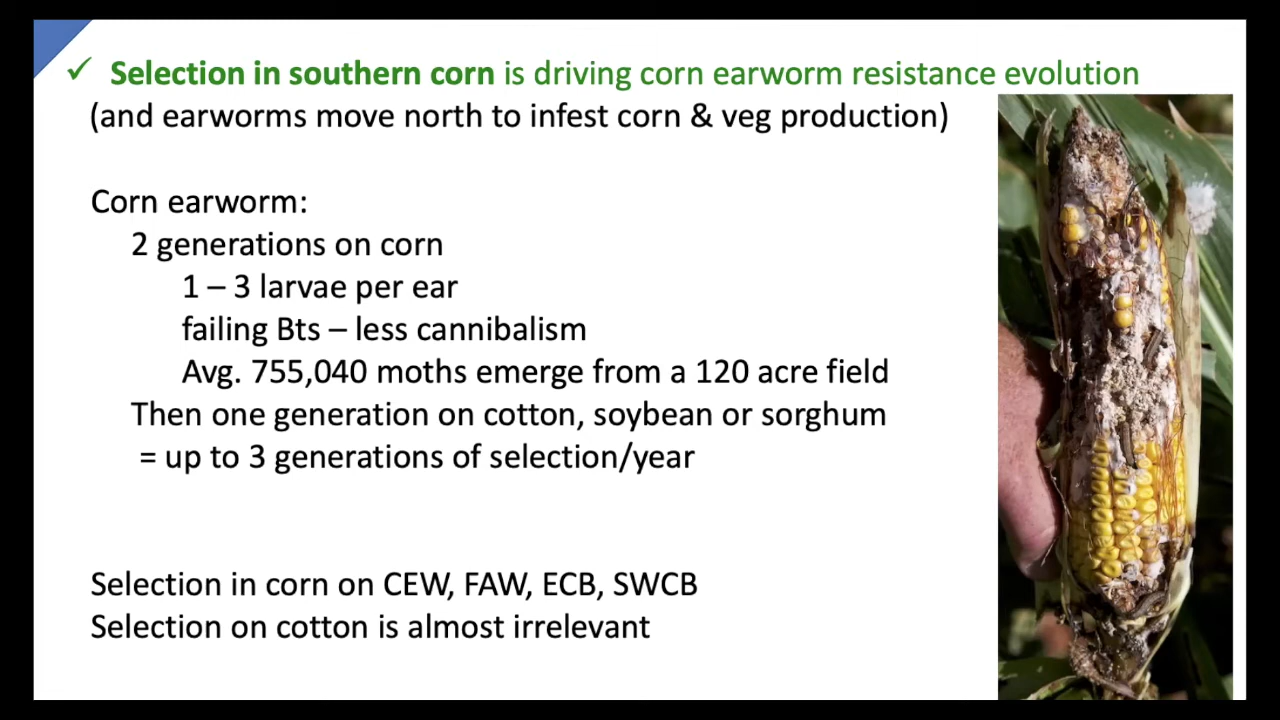 ✓ Selection in southern corn is driving corn earworm resistance evolution
(and earworms move north to infest corn & veg production)
Corn earworm:
2 generations on corn
1 – 3 larvae per ear
failing Bts – less cannibalism
Avg. 755,040 moths emerge from a 120 acre field
Then one generation on cotton, soybean or sorghum
= up to 3 generations of selection/year
Selection in corn on CEW, FAW, ECB, SWCB
Selection on cotton is almost irrelevant